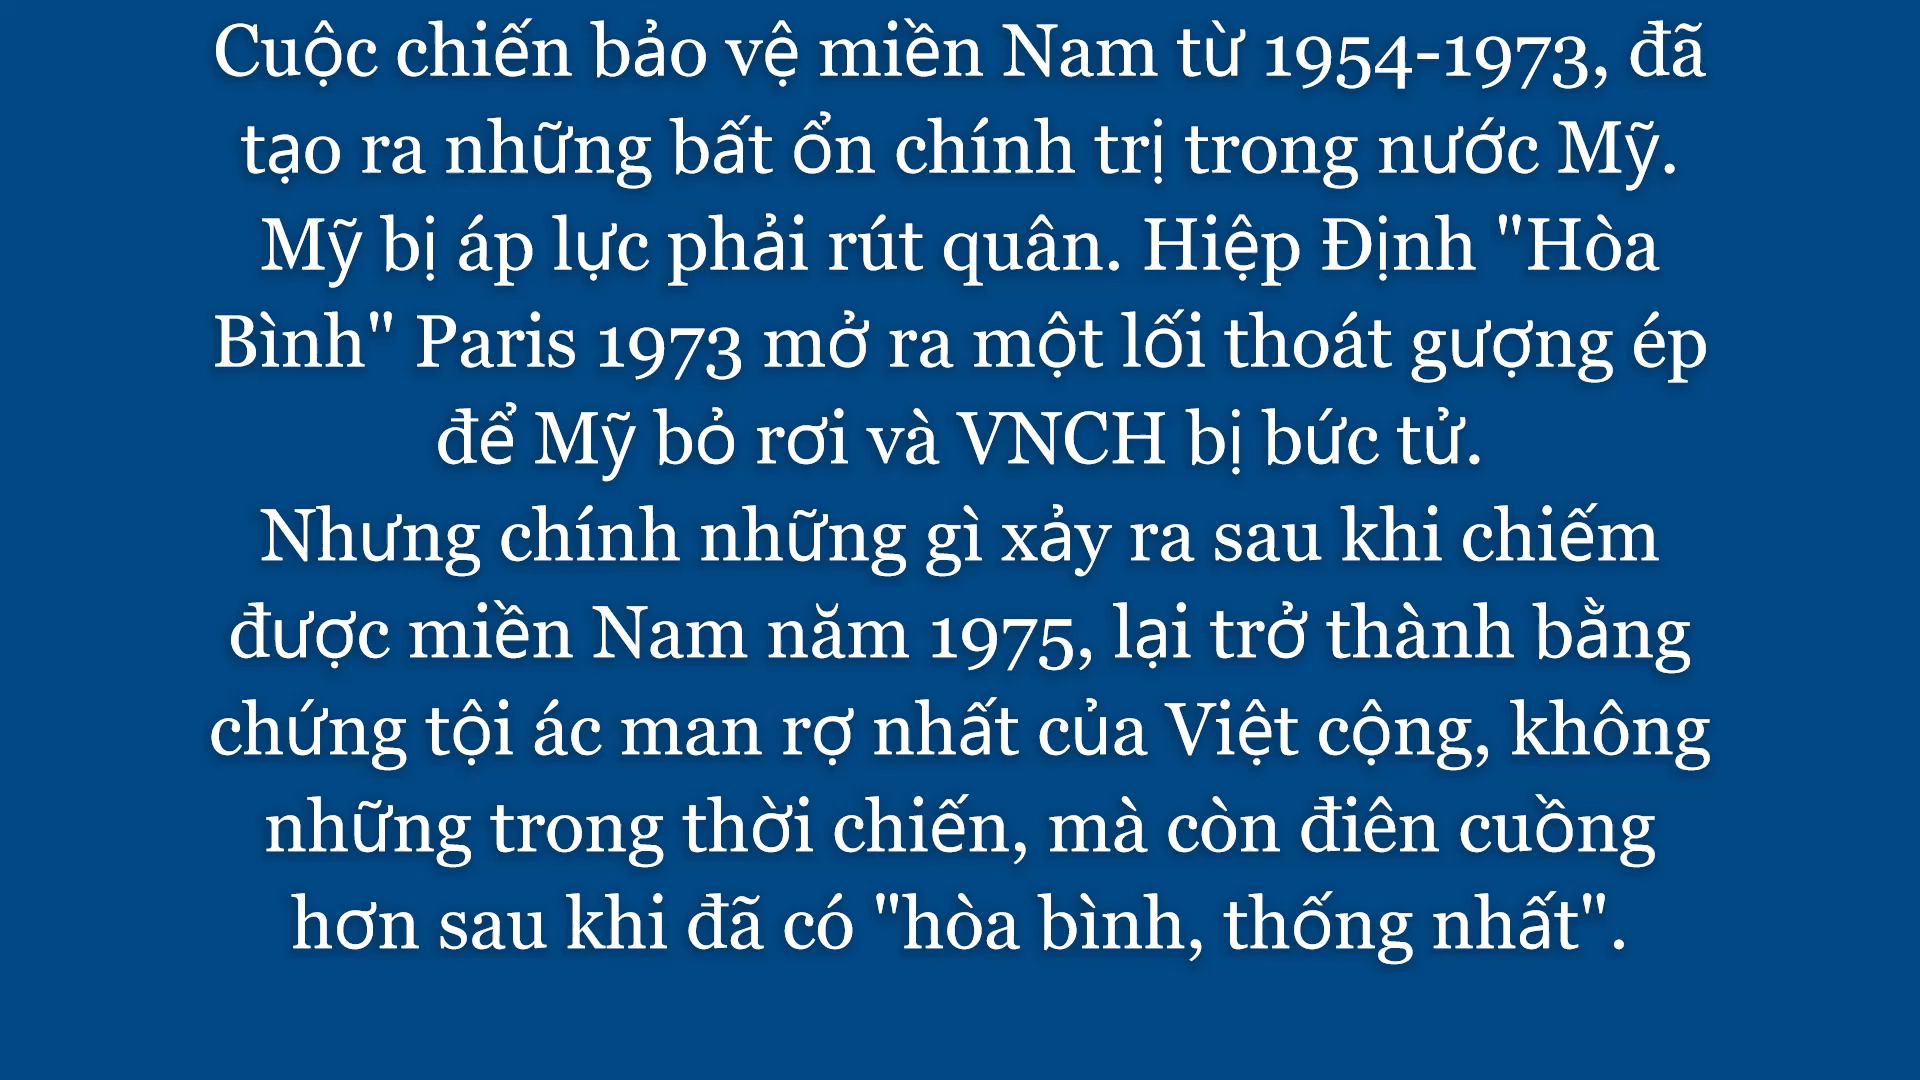 Cuộc chiến bảo vệ miền Nam từ 1954-1973, đã
tạo ra những bất ổn chính trị trong nước Mỹ.
Mỹ bị áp lực phải rút quân. Hiệp Định "Hòa
Bình" Paris 1973 mở ra một lối thoát gượng ép
để Mỹ bỏ rơi và VNCH bị bức tử.
Nhưng chính những gì xảy ra sau khi chiếm
được miền Nam năm 1975, lại trở thành bằng
chứng tội ác man rợ nhất của Việt cộng, không
những trong thời chiến, mà còn điên cuồng
hơn sau khi đã có "hòa bình, thống nhất".